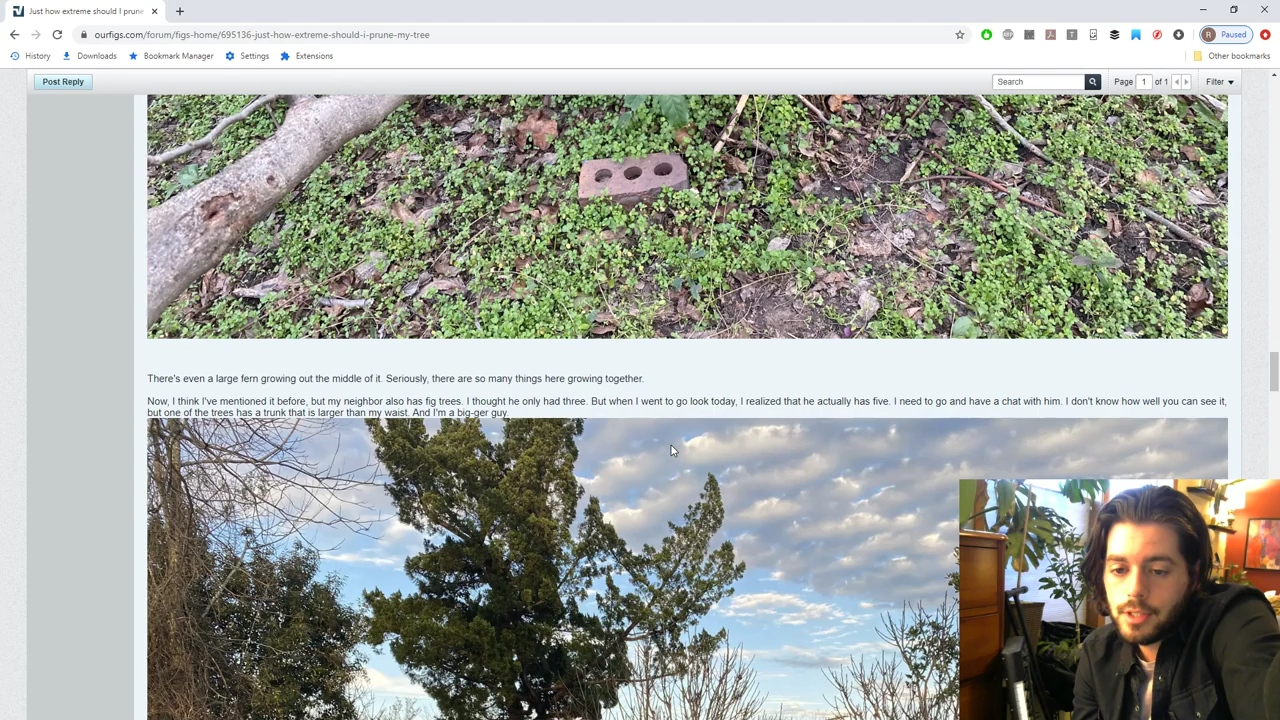 Just how extreme should I prune
ourfigs.com/forum/figs-home/695136-just-how-extreme-should-i-prune-my-tree
R Paused
History Downloads Bookmark Manager Settings Extensions Other bookmarks
Post Reply Search Page 1 of 1 Filter
There's even a large fern growing out the middle of it. Seriously, there are so many things here growing together.
Now, I think I've mentioned it before, but my neighbor also has fig trees. I thought he only had three. But when I went to go look today, I realized that he actually has five. I need to go and have a chat with him. I don't know how well you can see it,
but one of the trees has a trunk that is larger than my waist. And I'm a big-ger guy.